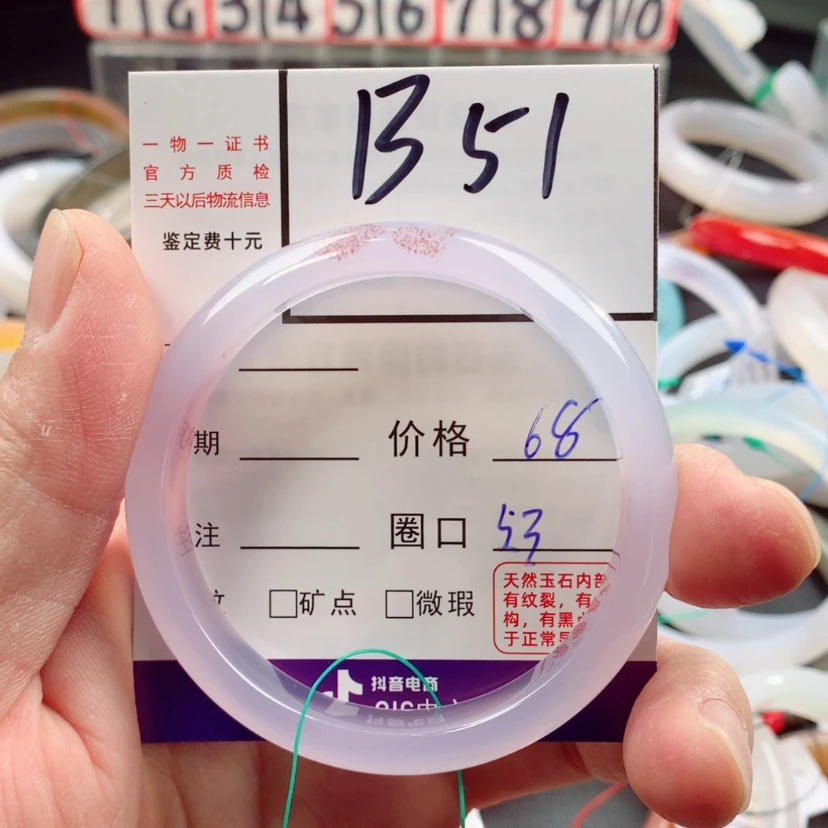 1 2 3 4 5 6 7 8 9 10
B 51
一物一证书
官方质检
三天以后物流信息
鉴定费十元
期 价格 68
注 圈口 53
□矿点 □微瑕
天然玉石内部
有纹裂，有
构，有黑
于正常
抖音电商